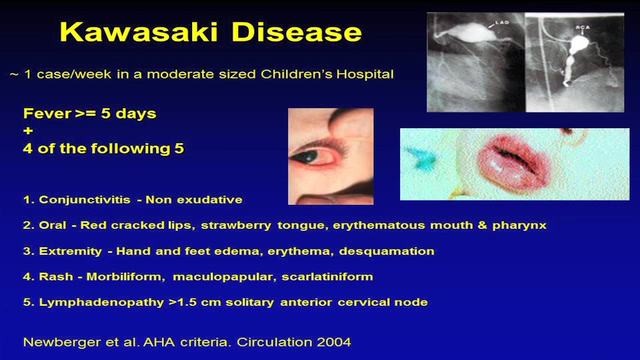 Kawasaki Disease
~ 1 case/week in a moderate sized Children's Hospital
LAD
RCA
Fever >= 5 days
+
4 of the following 5
1. Conjunctivitis - Non exudative
2. Oral - Red cracked lips, strawberry tongue, erythematous mouth & pharynx
3. Extremity - Hand and feet edema, erythema, desquamation
4. Rash - Morbiliform, maculopapular, scarlatiniform
5. Lymphadenopathy >1.5 cm solitary anterior cervical node
Newberger et al. AHA criteria. Circulation 2004